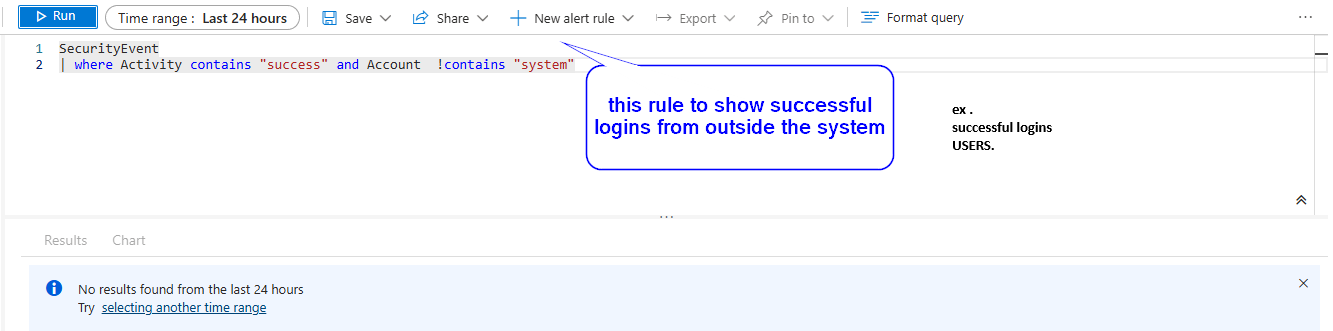 Run Time range : Last 24 hours Save Share New alert rule Export Pin to Format query
1 SecurityEvent
2 | where Activity contains "success" and Account  !contains "system"
this rule to show successful
logins from outside the system
ex .
successful logins
USERS.
Results Chart
No results found from the last 24 hours
Try selecting another time range